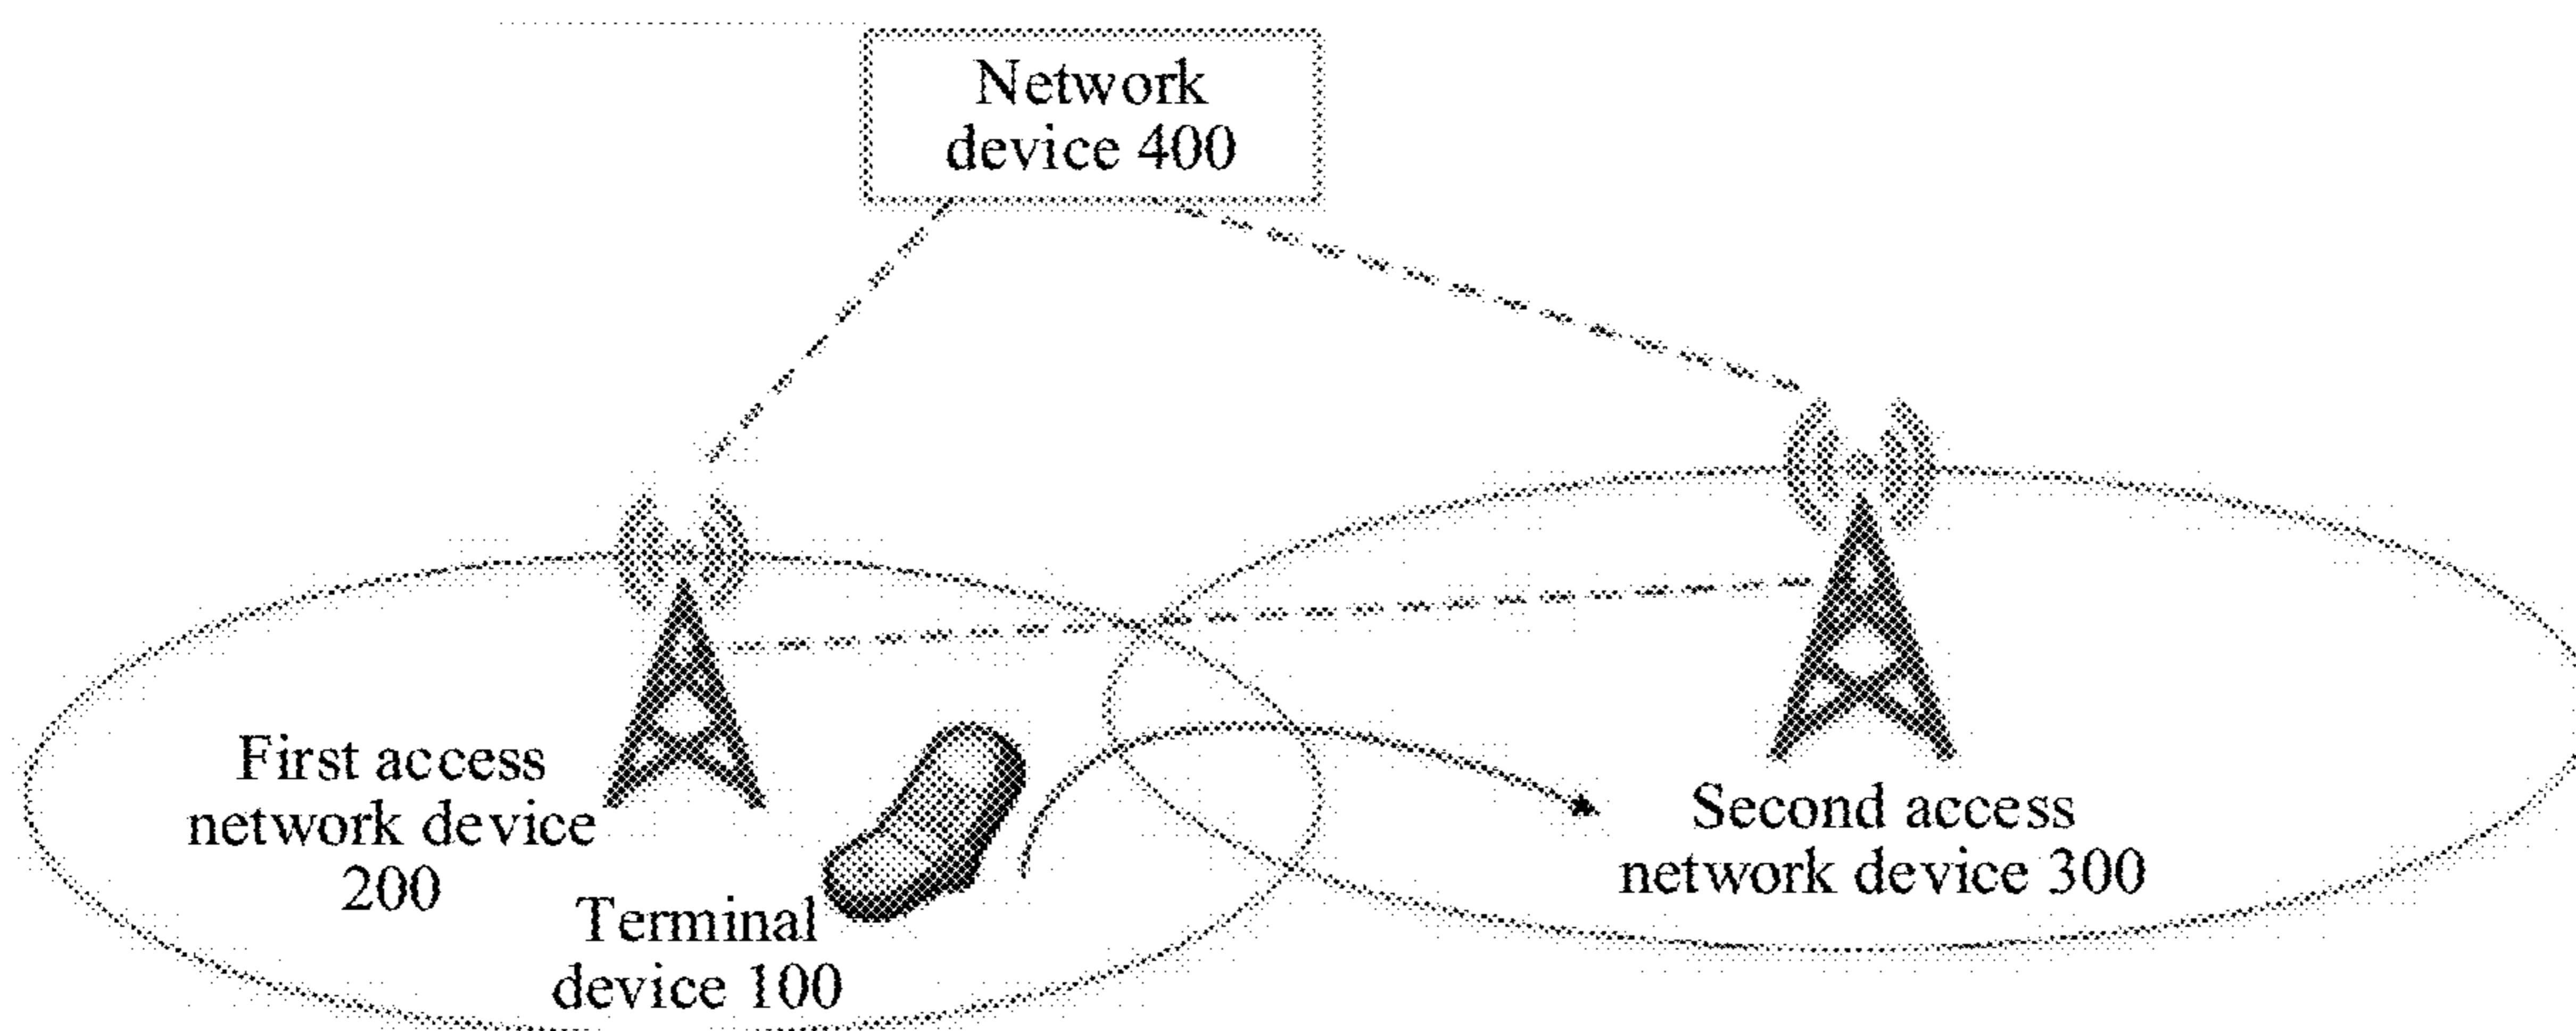 Network
device 400
First access
network device
200
Terminal
device 100
Second access
network device 300